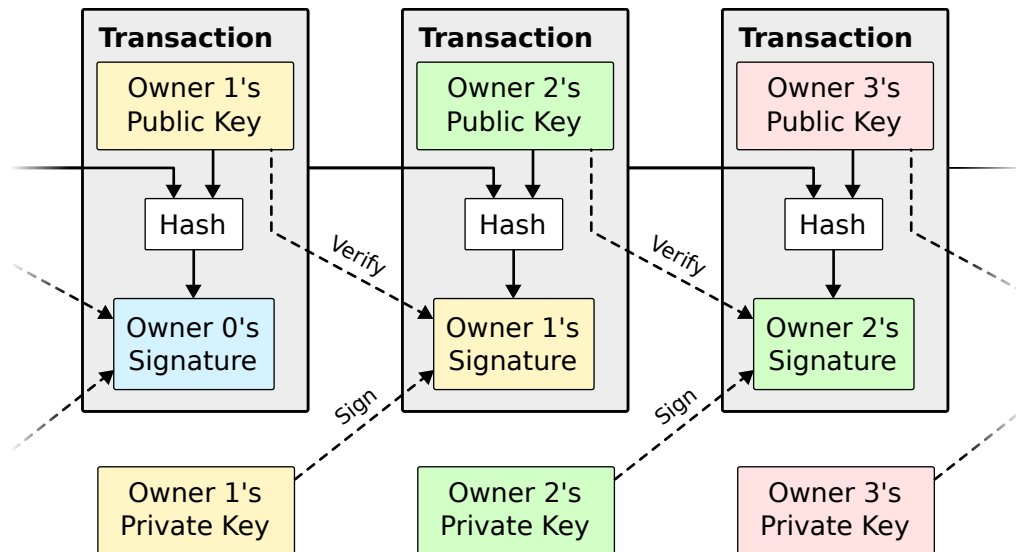 Transaction
Transaction
Transaction
Owner 1's
Public Key
Owner 2's
Public Key
Owner 3's
Public Key
Hash
Hash
Hash
Verify
Verify
Owner 0's
Signature
Owner 1's
Signature
Owner 2's
Signature
Sign
Sign
Owner 1's
Private Key
Owner 2's
Private Key
Owner 3's
Private Key